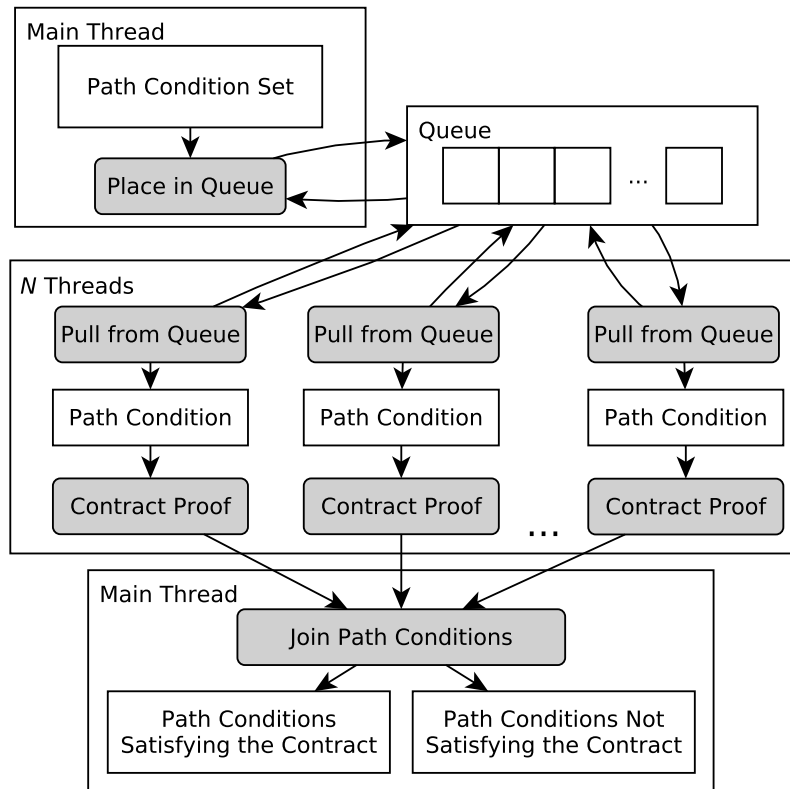 Main Thread
Path Condition Set
Place in Queue
Queue
...
N Threads
Pull from Queue
Pull from Queue
Pull from Queue
Path Condition
Path Condition
Path Condition
Contract Proof
Contract Proof
...
Contract Proof
Main Thread
Join Path Conditions
Path Conditions
Satisfying the Contract
Path Conditions Not
Satisfying the Contract